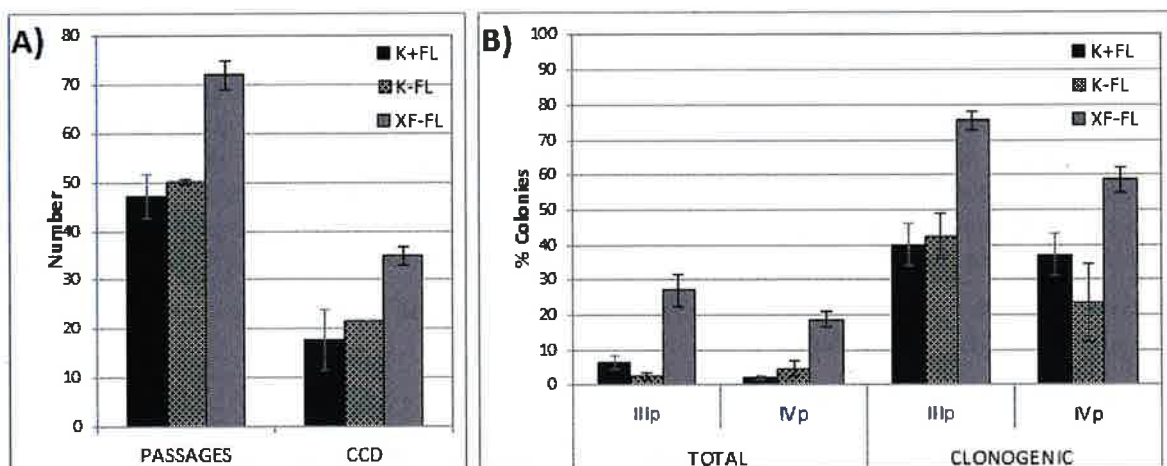 A)
80
70
60
50
40
30
20
10
0
Number
K+FL
K-FL
XF-FL
PASSAGES CCD
B)
100
90
80
70
60
50
40
30
20
10
0
% Colonies
K+FL
K-FL
XF-FL
IIIp IVp IIIp IVp
TOTAL CLONOGENIC